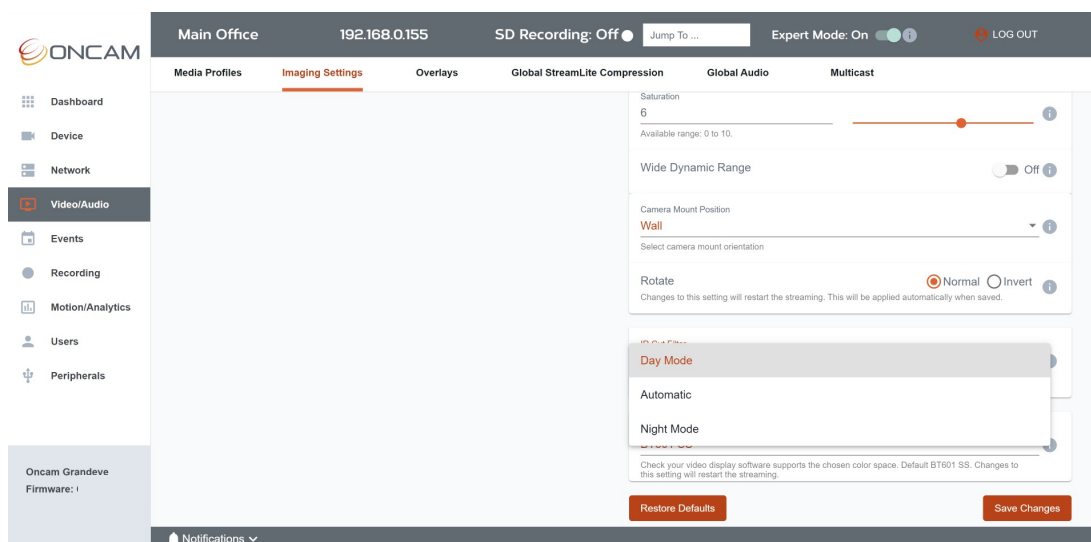 ONCAM
Main Office 192.168.0.155 SD Recording: Off Jump To ... Expert Mode: On LOG OUT
Media Profiles Imaging Settings Overlays Global StreamLite Compression Global Audio Multicast
Dashboard
Device
Network
Video/Audio
Events
Recording
Motion/Analytics
Users
Peripherals
Oncam Grandeve
Firmware:
Saturation
6
Available range: 0 to 10.
Wide Dynamic Range Off
Camera Mount Position
Wall
Select camera mount orientation
Rotate Normal Invert
Changes to this setting will restart the streaming. This will be applied automatically when saved.
IR Cut Filter
Day Mode
Automatic
Night Mode
BT601 SS
Check your video display software supports the chosen color space. Default BT601 SS. Changes to
this setting will restart the streaming.
Restore Defaults Save Changes
Notifications